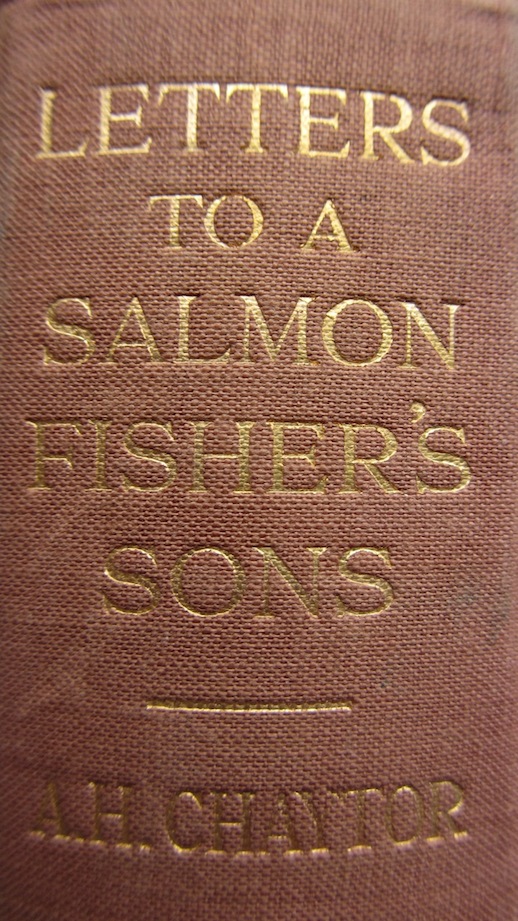 LETTERS
TO A
SALMON
FISHER'S
SONS
A.H. CHAYTOR